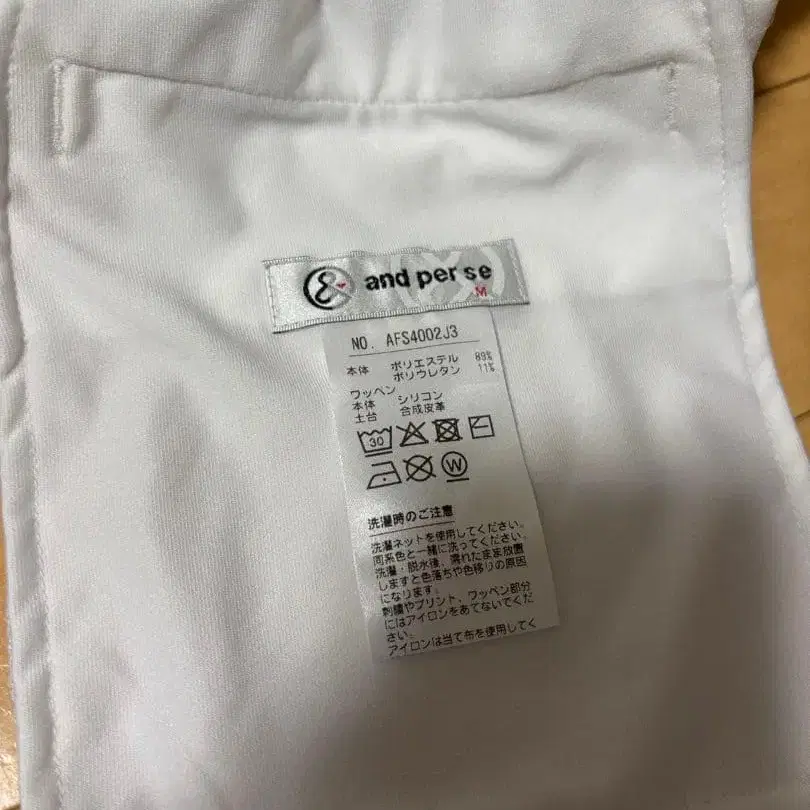 and per se
M
NO. AFS4002J3
本体 ポリエステル 89%
ポリウレタン 11%
ワッペン
本体 シリコン
土台 合成皮革
30
W
洗濯時のご注意
洗濯ネットを使用してください。
同系色と一緒に洗ってください。
洗濯・脱水後、濡れたまま放置
しますと色落ちや色移りの原因
になります。
刺繍やプリント、ワッペン部分
にはアイロンをあてないでくだ
さい。
アイロンは当て布を使用してく